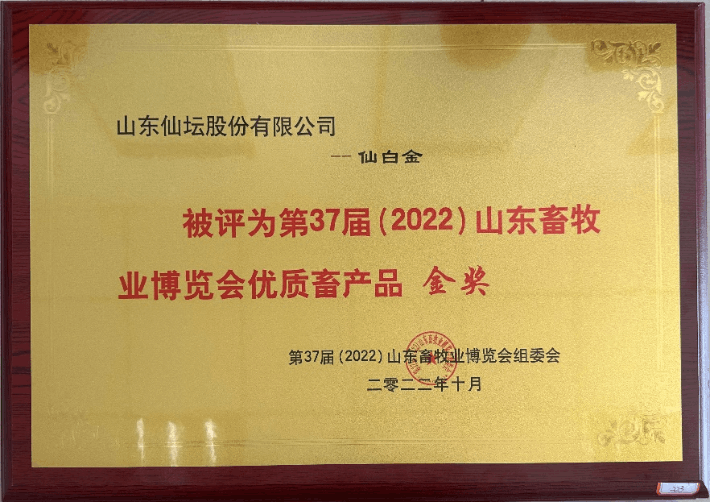 山东仙坛股份有限公司
--仙白金
被评为第37届(2022)山东畜牧
业博览会优质畜产品 金奖
第37届(2022)山东畜牧业博览会组委会
二零二二年十月